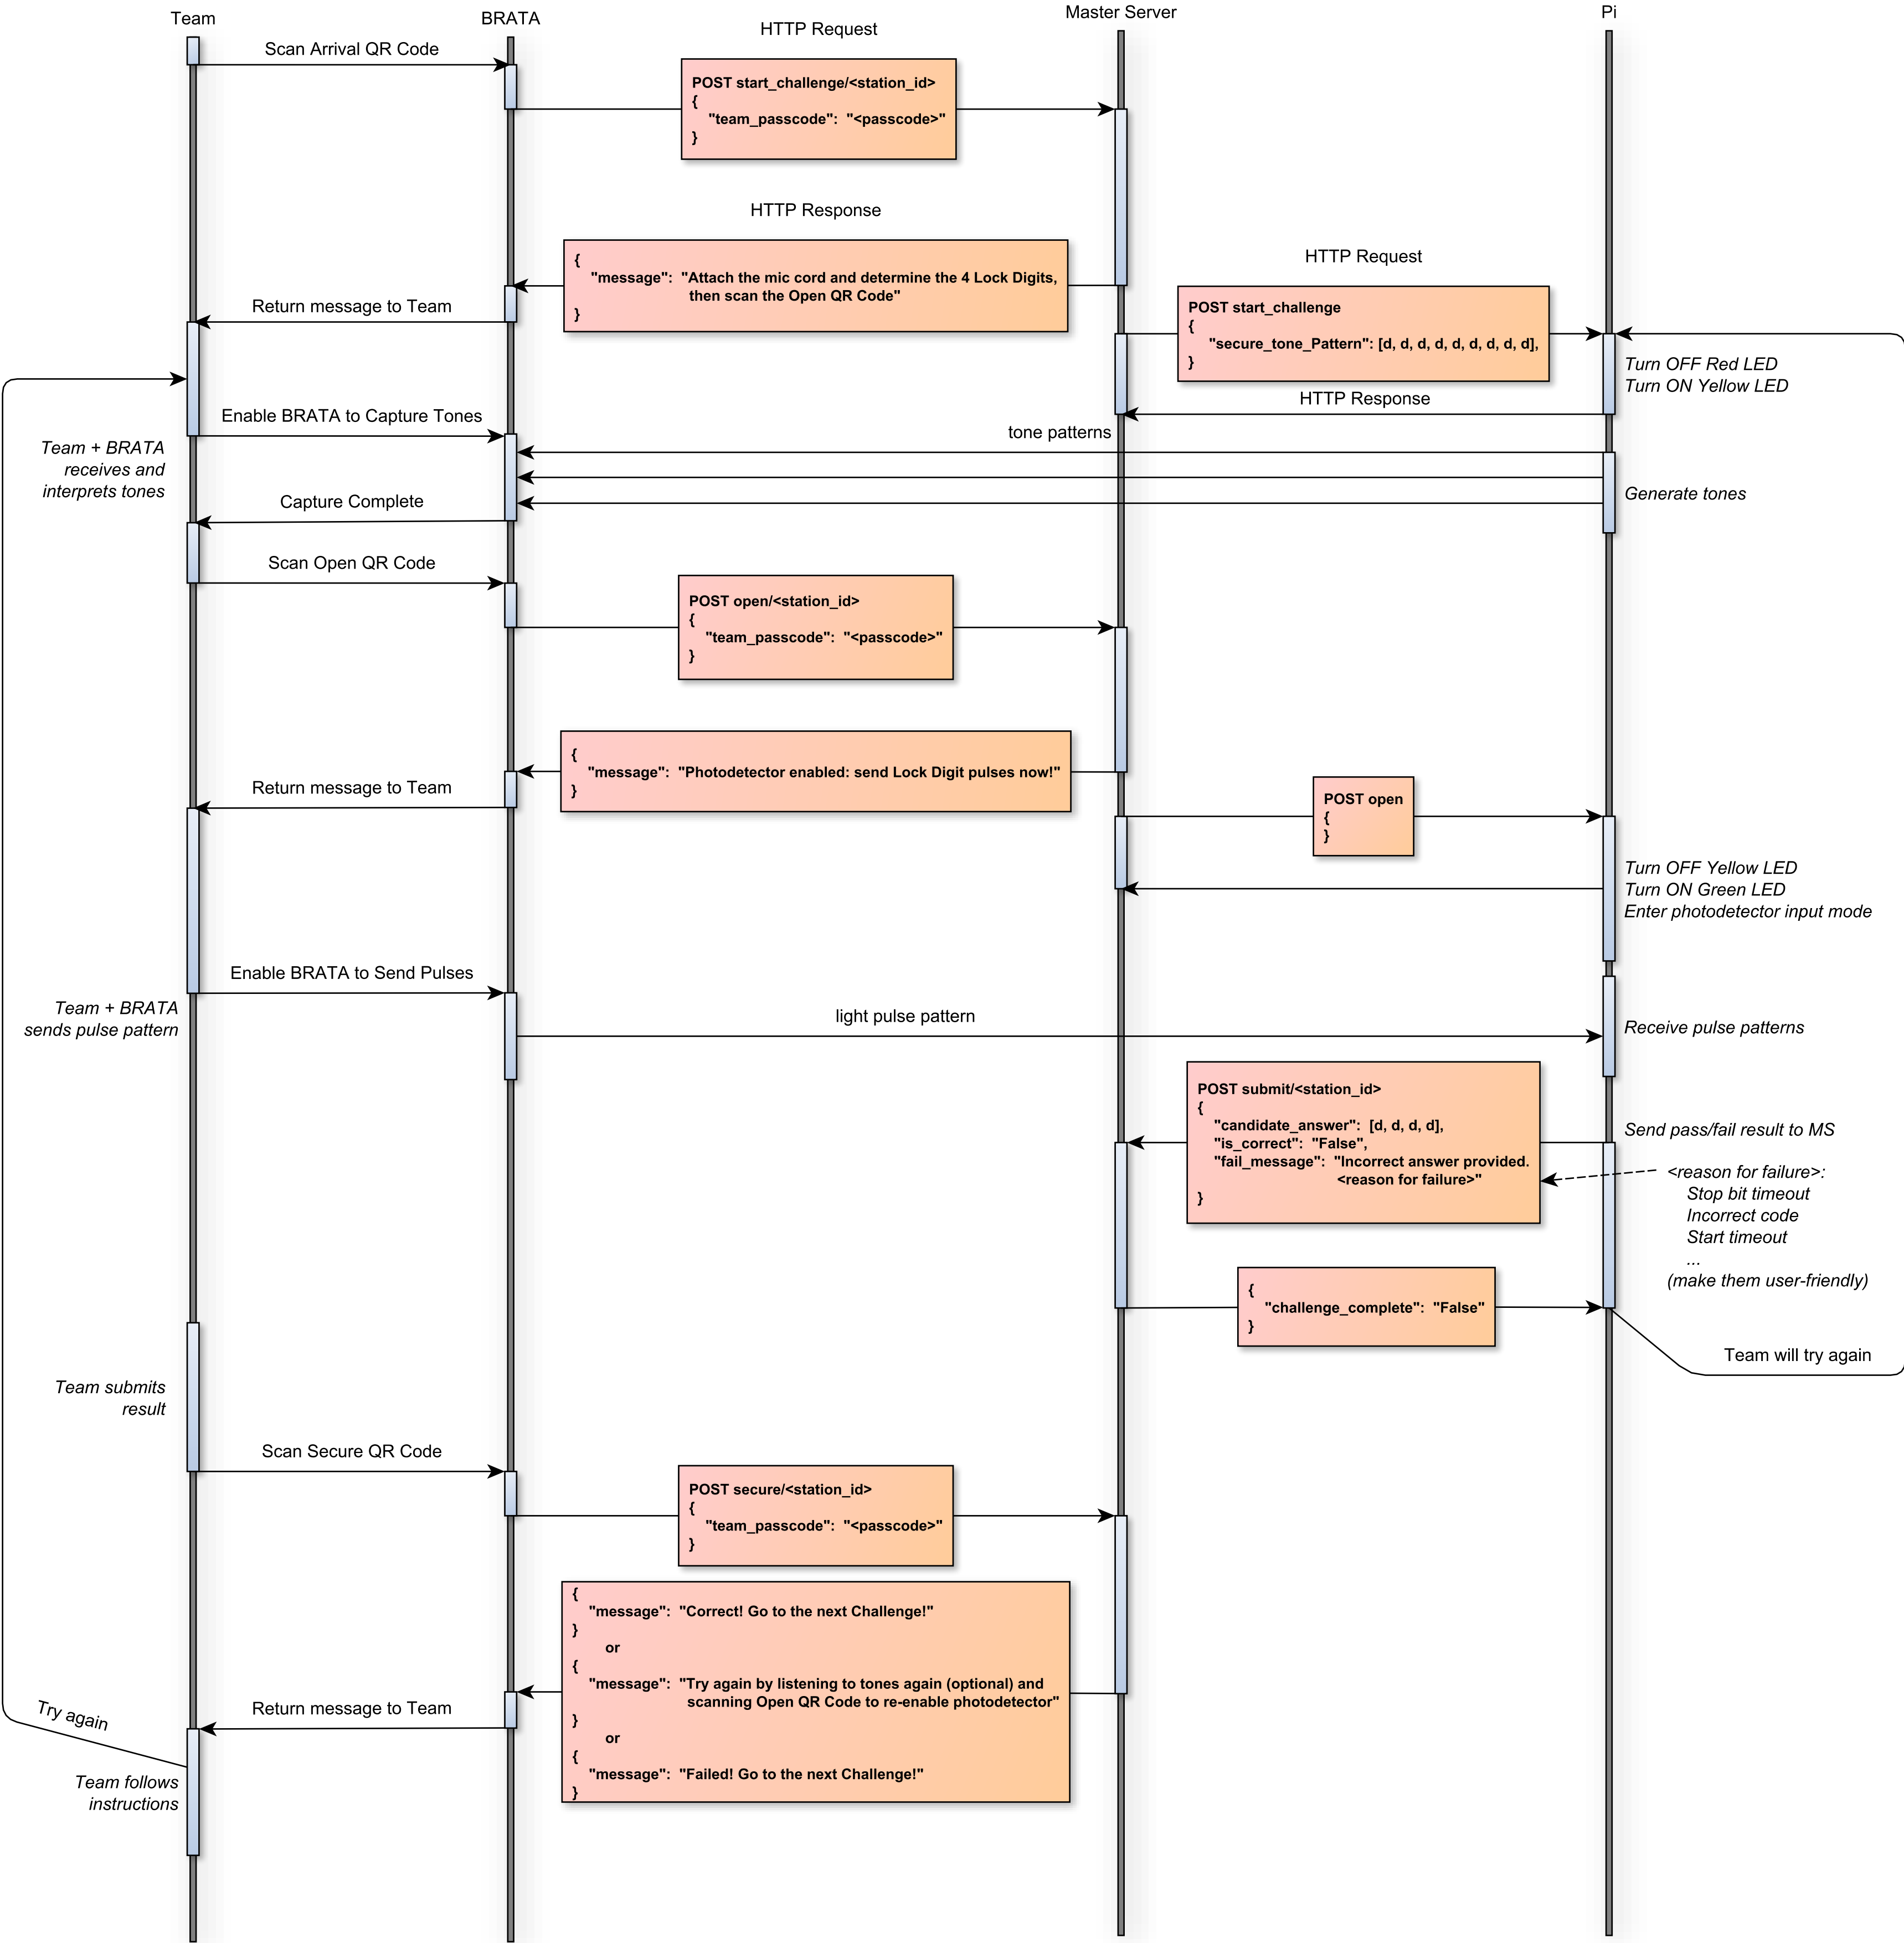 Team
BRATA
Master Server
Pi
HTTP Request
Scan Arrival QR Code
POST start_challenge/<station_id>
{
"team_passcode": "<passcode>"
}
HTTP Response
{
"message": "Attach the mic cord and determine the 4 Lock Digits,
then scan the Open QR Code"
}
Return message to Team
HTTP Request
POST start_challenge
{
"secure_tone_Pattern": [d, d, d, d, d, d, d, d, d],
}
Turn OFF Red LED
Turn ON Yellow LED
HTTP Response
Enable BRATA to Capture Tones
tone patterns
Team + BRATA
receives and
interprets tones
Generate tones
Capture Complete
Scan Open QR Code
POST open/<station_id>
{
"team_passcode": "<passcode>"
}
{
"message": "Photodetector enabled: send Lock Digit pulses now!"
}
Return message to Team
POST open
{
}
Turn OFF Yellow LED
Turn ON Green LED
Enter photodetector input mode
Enable BRATA to Send Pulses
Team + BRATA
sends pulse pattern
light pulse pattern
Receive pulse patterns
POST submit/<station_id>
{
"candidate_answer": [d, d, d, d],
"is_correct": "False",
"fail_message": "Incorrect answer provided.
<reason for failure>"
}
Send pass/fail result to MS
<reason for failure>:
Stop bit timeout
Incorrect code
Start timeout
...
(make them user-friendly)
{
"challenge_complete": "False"
}
Team will try again
Team submits
result
Scan Secure QR Code
POST secure/<station_id>
{
"team_passcode": "<passcode>"
}
{
"message": "Correct! Go to the next Challenge!"
}
or
{
"message": "Try again by listening to tones again (optional) and
scanning Open QR Code to re-enable photodetector"
}
or
{
"message": "Failed! Go to the next Challenge!"
}
Return message to Team
Try again
Team follows
instructions